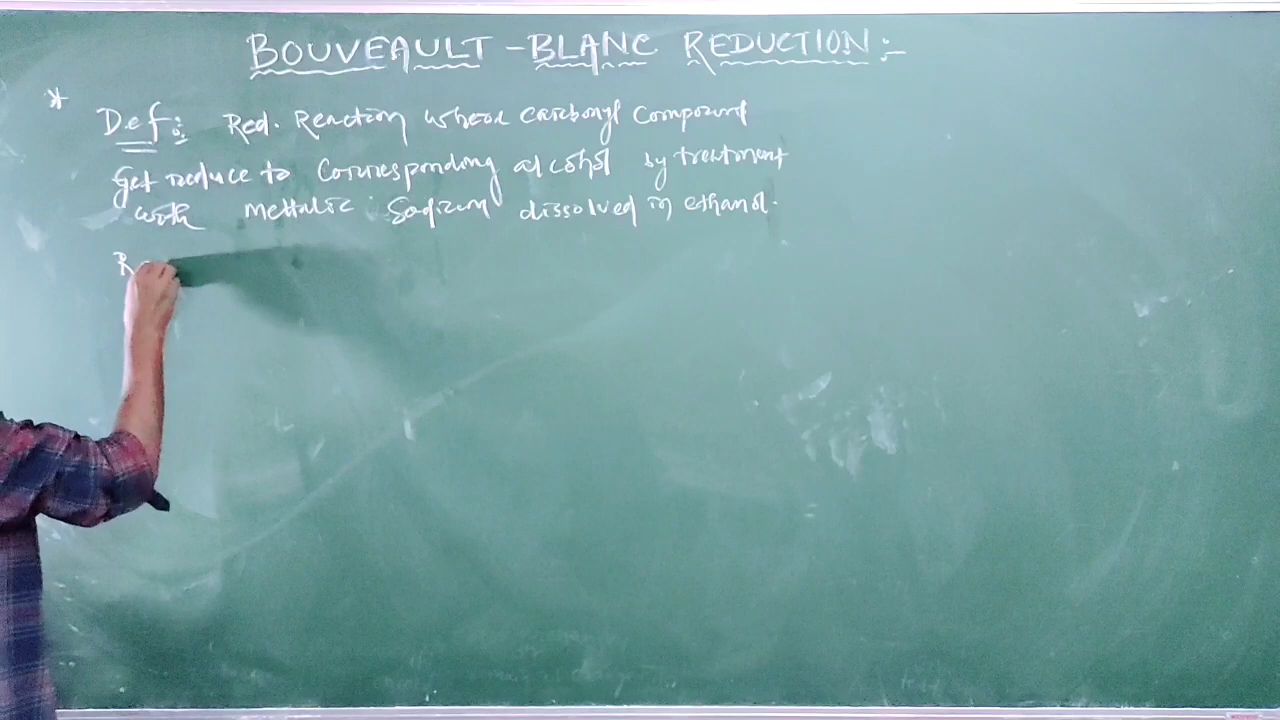 BOUVEAULT-BLANC REDUCTION:-
* Def: Red. Reaction where carbonyl compound
Get reduce to Corresponding alcohol by treatment
with mettalic Sodium dissolved in ethanol.
R